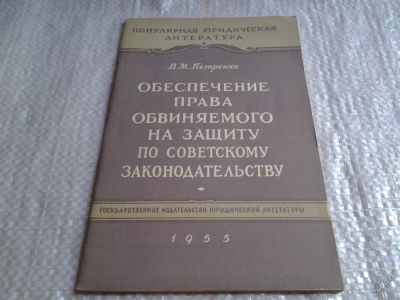 ПОПУЛЯРНАЯ ЮРИДИЧЕСКАЯ
ЛИТЕРАТУРА
В. М. Петренко
ОБЕСПЕЧЕНИЕ
ПРАВА
ОБВИНЯЕМОГО
НА ЗАЩИТУ
ПО СОВЕТСКОМУ
ЗАКОНОДАТЕЛЬСТВУ
ГОСУДАРСТВЕННОЕ ИЗДАТЕЛЬСТВО ЮРИДИЧЕСКОЙ ЛИТЕРАТУРЫ
1955